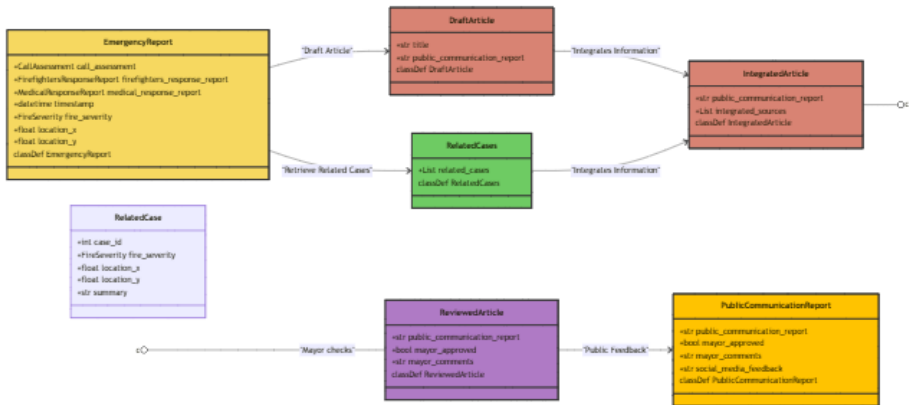 EmergencyReport
+CallAssessment call_assessment
+FirefightersResponseReport firefighters_response_report
+MedicalResponseReport medical_response_report
+datetime timestamp
+FireSeverity fire_severity
+float location_x
+float location_y
classDef EmergencyReport
"Draft Article"
"Retrieve Related Cases"
DraftArticle
+str title
+str public_communication_report
classDef DraftArticle
RelatedCases
+List related_cases
classDef RelatedCases
"Integrates Information"
"Integrates Information"
IntegratedArticle
+str public_communication_report
+List integrated_sources
classDef IntegratedArticle
c
RelatedCase
+int case_id
+FireSeverity fire_severity
+float location_x
+float location_y
+str summary
c
"Mayor checks"
ReviewedArticle
+str public_communication_report
+bool mayor_approved
+str mayor_comments
classDef ReviewedArticle
"Public Feedback"
PublicCommunicationReport
+str public_communication_report
+bool mayor_approved
+str mayor_comments
+str social_media_feedback
classDef PublicCommunicationReport